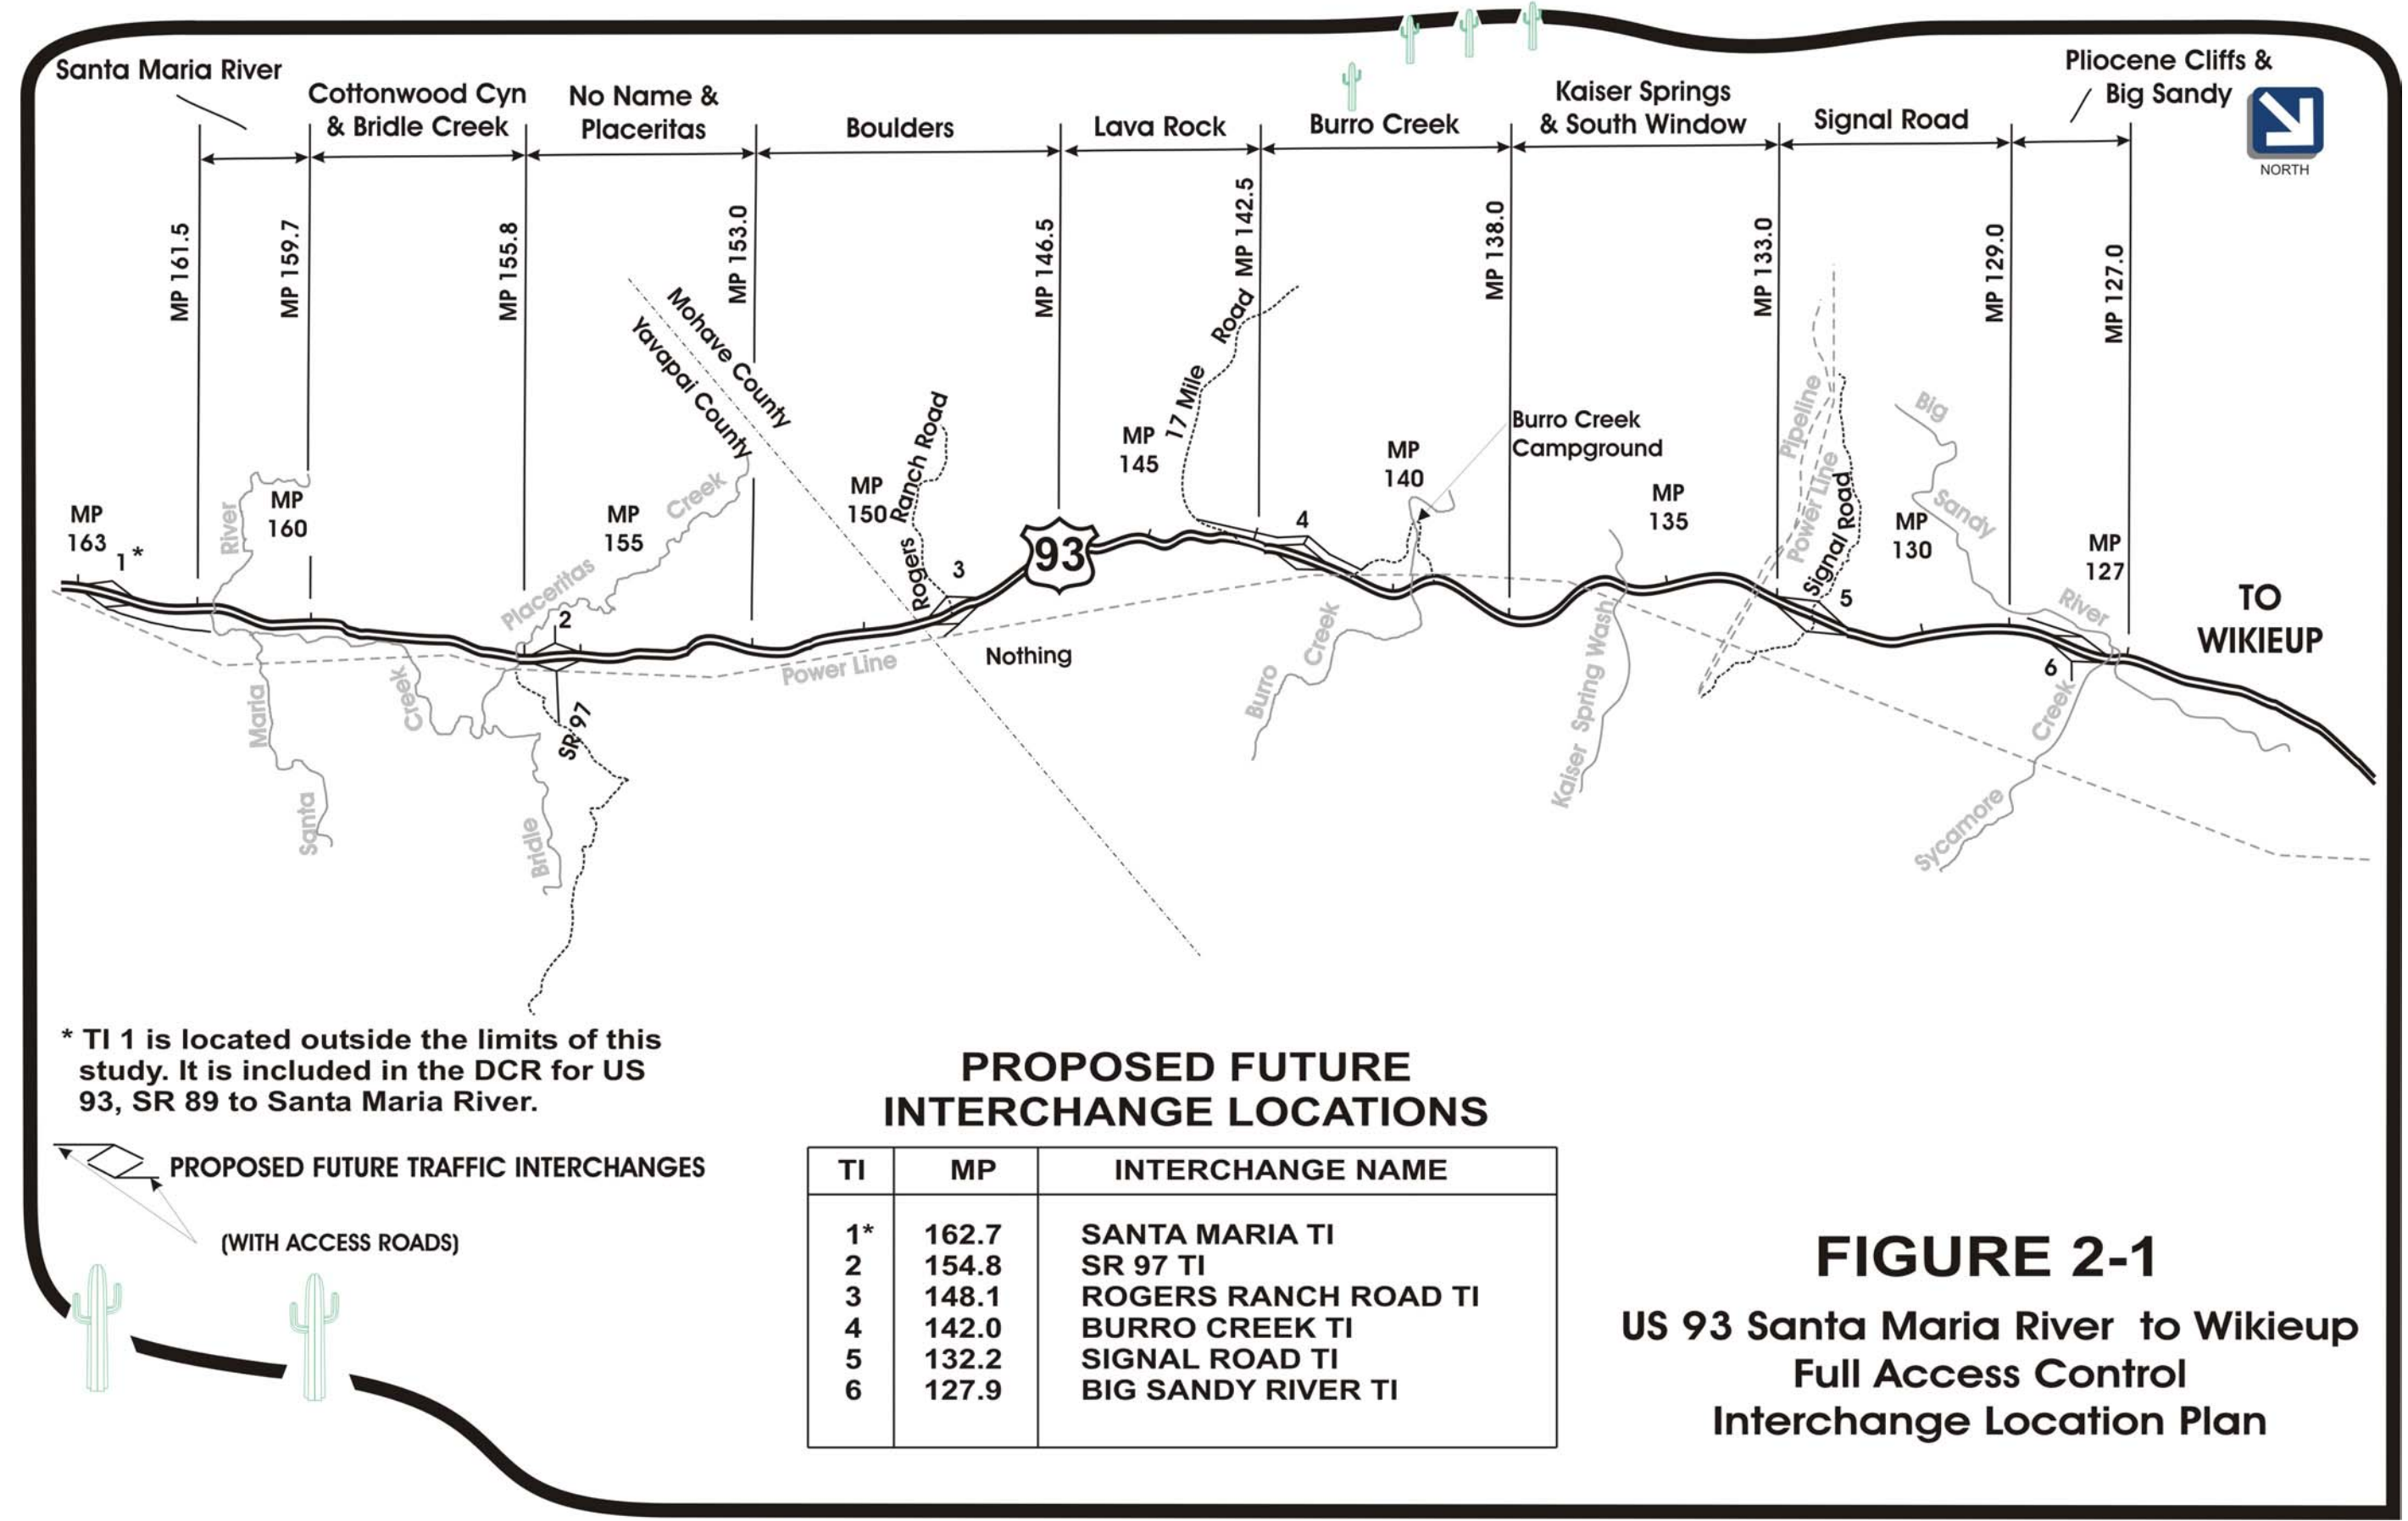 Santa Maria River
Cottonwood Cyn
& Bridle Creek
No Name &
Placeritas
Boulders
Lava Rock
Burro Creek
Kaiser Springs
& South Window
Signal Road
Pliocene Cliffs &
Big Sandy
NORTH
MP 161.5
MP 159.7
MP 155.8
MP 153.0
MP 146.5
MP 142.5
MP 138.0
MP 133.0
MP 129.0
MP 127.0
Mohave County
Yavapai County
MP
163
1*
River
MP
160
Maria
Santa
Creek
Bridle
Placeritas
Creek
MP
155
2
SR 97
MP
150
Rogers Ranch Road
3
93
Power Line
Nothing
MP
145
17 Mile Road
4
MP
140
Burro Creek
Campground
Burro
Creek
MP
135
Kaiser Spring Wash
Pipeline
Power Line
Signal Road
5
MP
130
Big
Sandy
River
MP
127
6
Creek
Sycamore
TO
WIKIEUP
* TI 1 is located outside the limits of this
study. It is included in the DCR for US
93, SR 89 to Santa Maria River.
PROPOSED FUTURE TRAFFIC INTERCHANGES
(WITH ACCESS ROADS)
PROPOSED FUTURE
INTERCHANGE LOCATIONS
TI MP INTERCHANGE NAME
1* 162.7 SANTA MARIA TI
2 154.8 SR 97 TI
3 148.1 ROGERS RANCH ROAD TI
4 142.0 BURRO CREEK TI
5 132.2 SIGNAL ROAD TI
6 127.9 BIG SANDY RIVER TI
FIGURE 2-1
US 93 Santa Maria River to Wikieup
Full Access Control
Interchange Location Plan